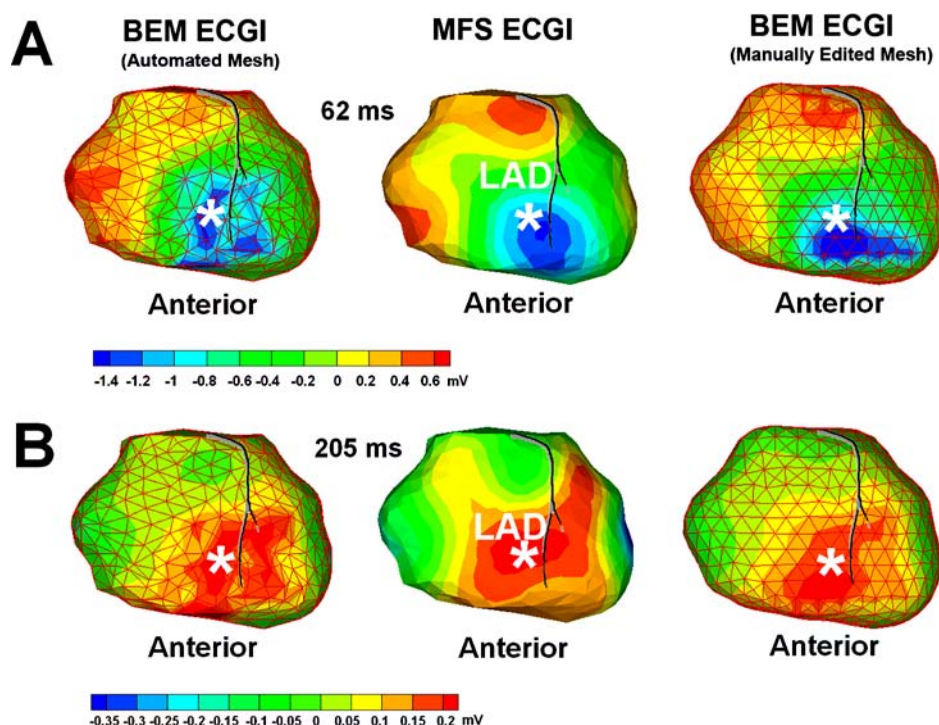 A
BEM ECGI
(Automated Mesh)
MFS ECGI
BEM ECGI
(Manually Edited Mesh)
62 ms
LAD
*
*
*
Anterior
Anterior
Anterior
-1.4 -1.2 -1 -0.8 -0.6 -0.4 -0.2 0 0.2 0.4 0.6 mV
B
205 ms
LAD
*
*
*
Anterior
Anterior
Anterior
-0.35 -0.3 -0.25 -0.2 -0.15 -0.1 -0.05 0 0.05 0.1 0.15 0.2 mV